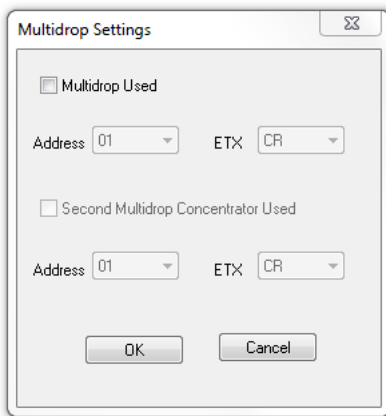 Multidrop Settings
Multidrop Used
Address 01 ETX CR
Second Multidrop Concentrator Used
Address 01 ETX CR
OK Cancel